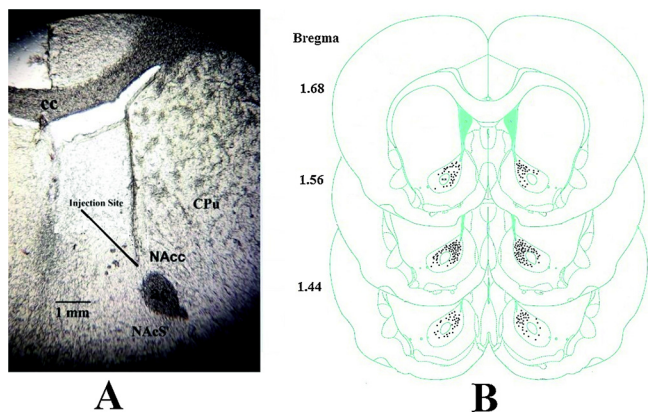 cc
CPu
Injection Site
NAcc
1 mm
NAcS
A
Bregma
1.68
1.56
1.44
B